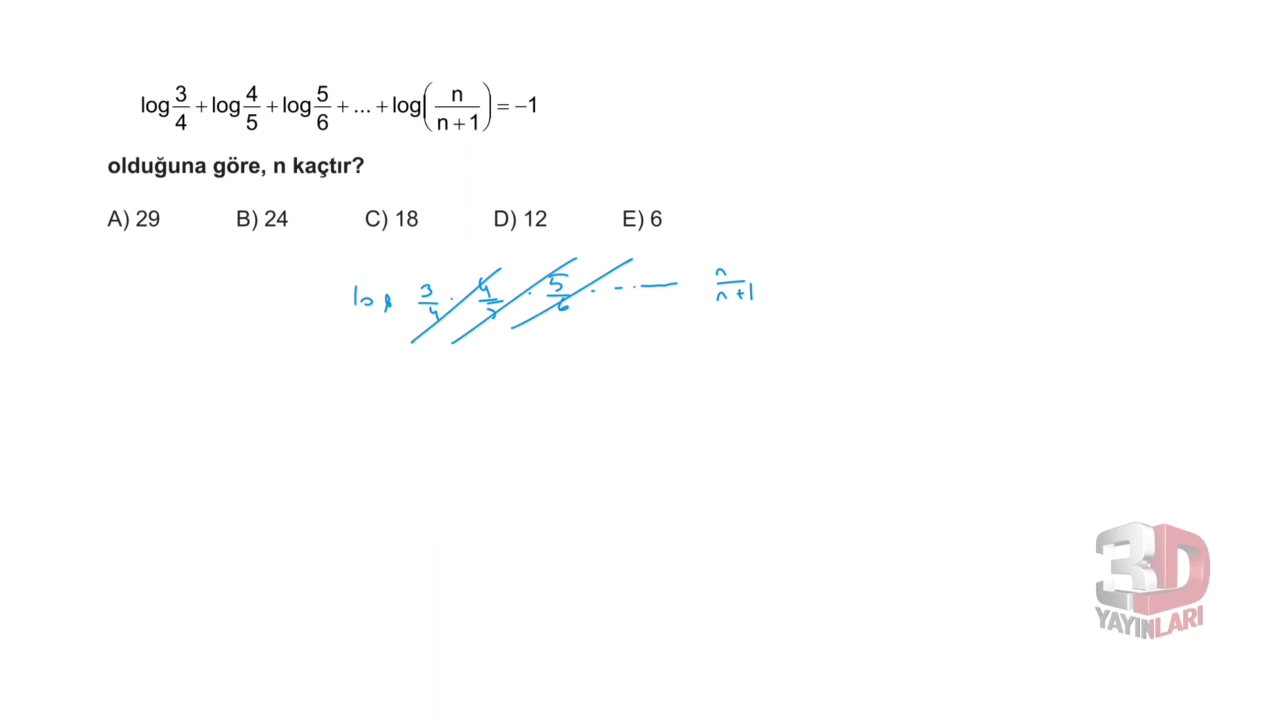 log 3/4 + log 4/5 + log 5/6 + ... + log(n/(n + 1)) = −1
olduğuna göre, n kaçtır?
A) 29 B) 24 C) 18 D) 12 E) 6
log 3/4 · 4/5 · 5/6 · ... n/(n+1)
3D
YAYINLARI